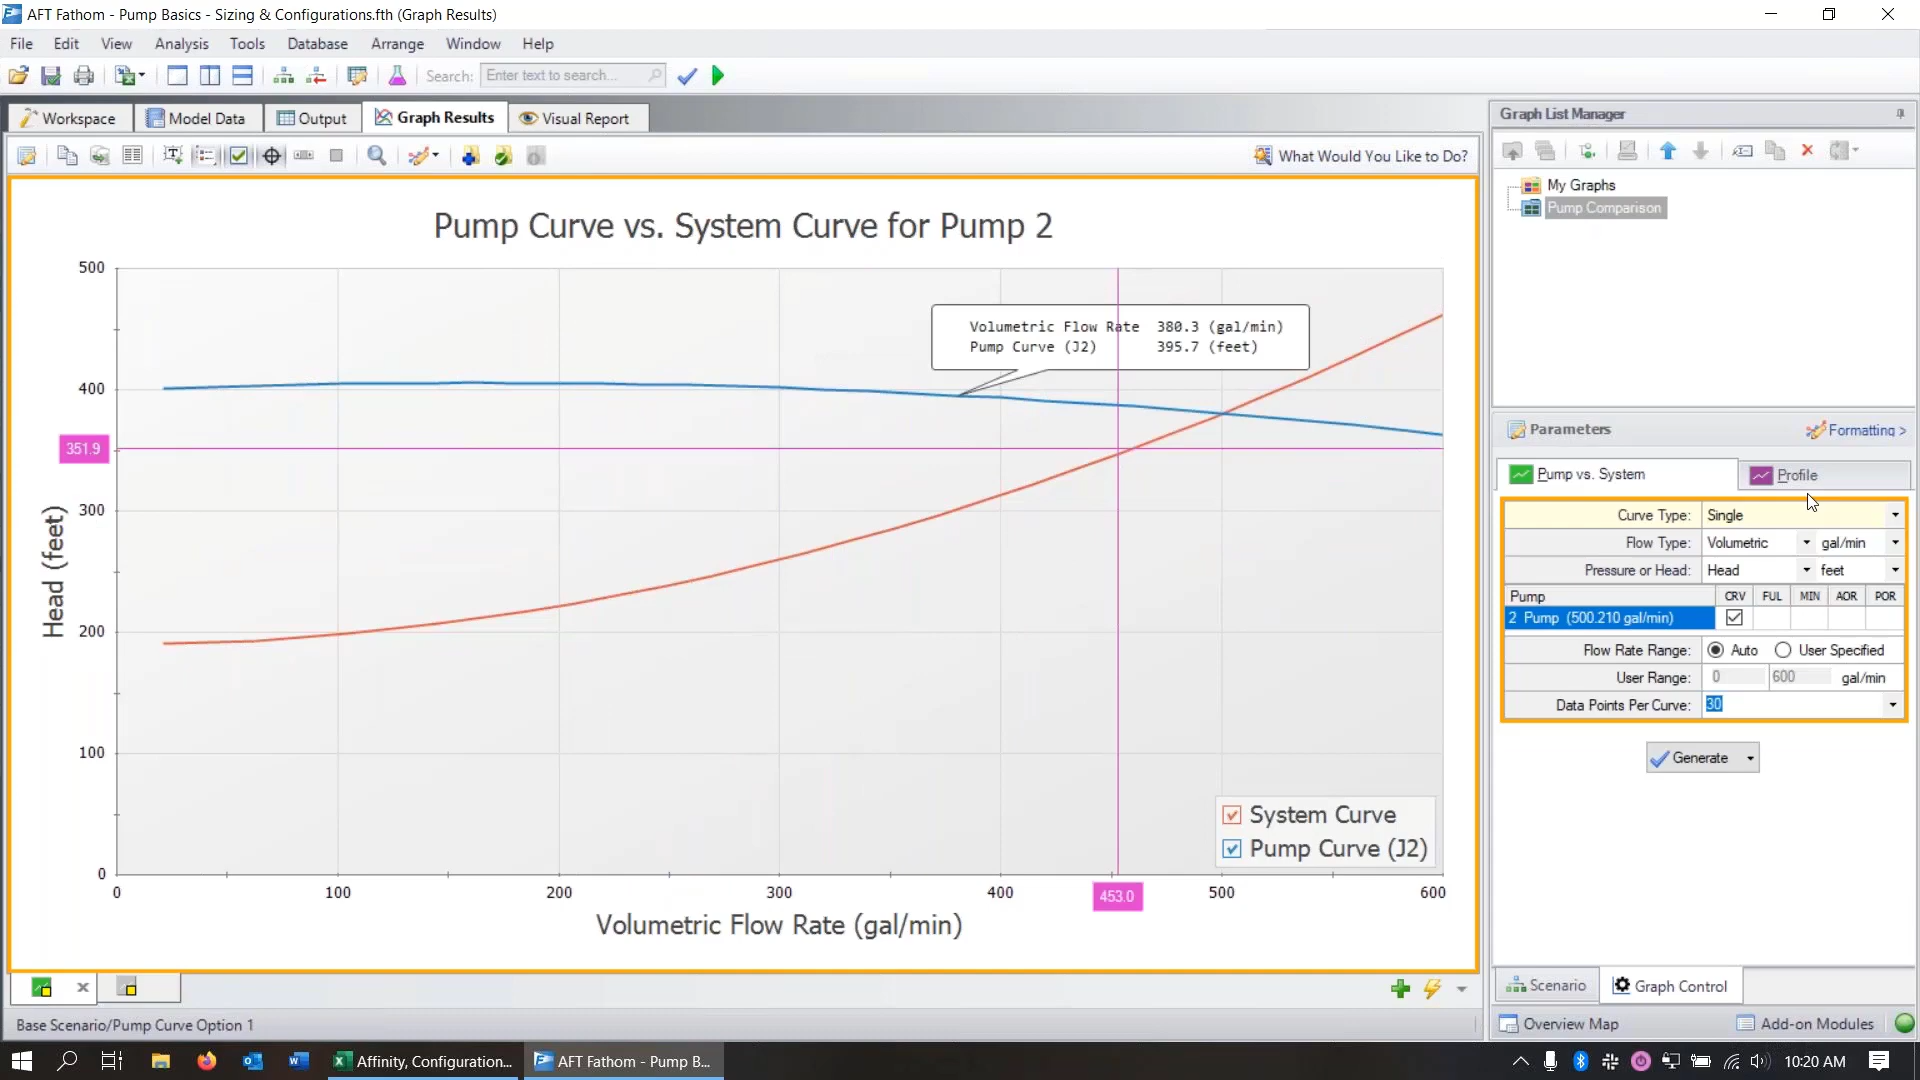 AFT Fathom - Pump Basics - Sizing & Configurations.fth (Graph Results)
File Edit View Analysis Tools Database Arrange Window Help
Search: Enter text to search...
Workspace Model Data Output Graph Results Visual Report
What Would You Like to Do?
Pump Curve vs. System Curve for Pump 2
500
400
351.9
300
200
100
0
Head (feet)
Volumetric Flow Rate 380.3 (gal/min)
Pump Curve (J2) 395.7 (feet)
System Curve
Pump Curve (J2)
0 100 200 300 400 453.0 500 600
Volumetric Flow Rate (gal/min)
Base Scenario/Pump Curve Option 1
Graph List Manager
My Graphs
Pump Comparison
Parameters Formatting >
Pump vs. System Profile
Curve Type: Single
Flow Type: Volumetric gal/min
Pressure or Head: Head feet
Pump CRV FUL MIN AOR POR
2 Pump (500.210 gal/min)
Flow Rate Range: Auto User Specified
User Range: 0 600 gal/min
Data Points Per Curve: 30
Generate
Scenario Graph Control
Overview Map Add-on Modules
Affinity, Configuration... AFT Fathom - Pump B... 10:20 AM